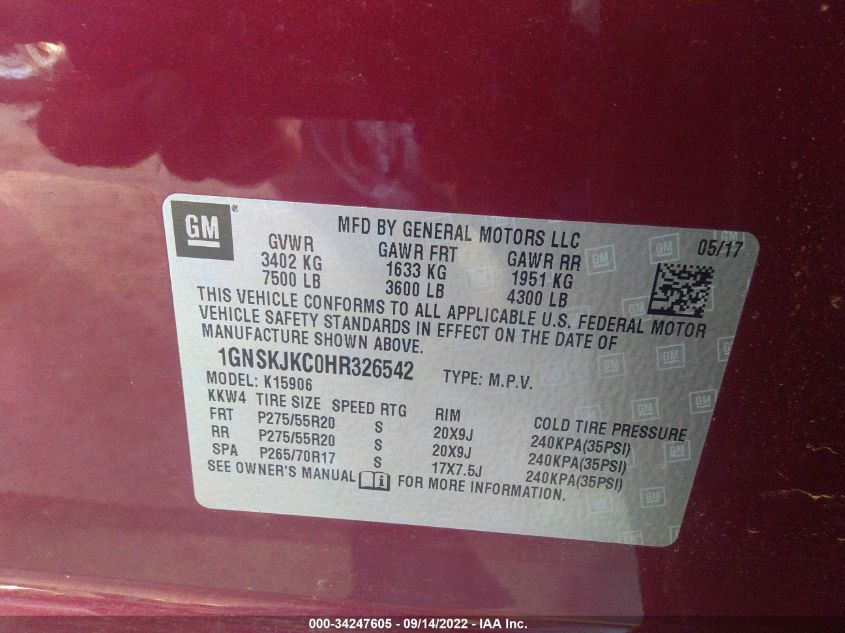 GM®
MFD BY GENERAL MOTORS LLC
05/17
GVWR GAWR FRT GAWR RR
3402 KG 1633 KG 1951 KG
7500 LB 3600 LB 4300 LB
THIS VEHICLE CONFORMS TO ALL APPLICABLE U.S. FEDERAL MOTOR
VEHICLE SAFETY STANDARDS IN EFFECT ON THE DATE OF
MANUFACTURE SHOWN ABOVE.
1GNSKJKC0HR326542 TYPE: M.P.V.
MODEL: K15906
KKW4 TIRE SIZE SPEED RTG RIM COLD TIRE PRESSURE
FRT P275/55R20 S 20X9J 240KPA(35PSI)
RR P275/55R20 S 20X9J 240KPA(35PSI)
SPA P265/70R17 S 17X7.5J 240KPA(35PSI)
SEE OWNER'S MANUAL FOR MORE INFORMATION.
000-34247605 - 09/14/2022 - IAA Inc.